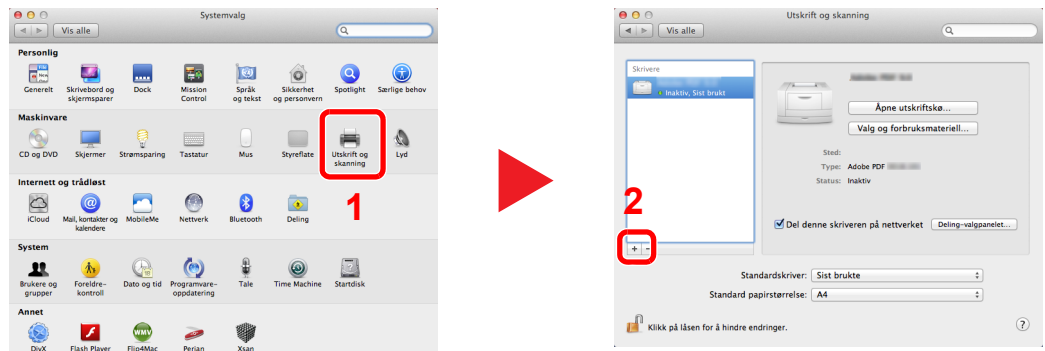 Systemvalg
Vis alle
Personlig
Generelt
Skrivebord og
skjermsparer
Dock
Mission
Control
Språk
og tekst
Sikkerhet
og personvern
Spotlight
Særlige behov
Maskinvare
CD og DVD
Skjermer
Strømsparing
Tastatur
Mus
Styreflate
Utskrift og
skanning
Lyd
1
Internett og trådløst
iCloud
Mail, kontakter og
kalendere
MobileMe
Nettverk
Bluetooth
Deling
System
Brukere og
grupper
Foreldre-
kontroll
Dato og tid
Programvare-
oppdatering
Tale
Time Machine
Startdisk
Annet
DivX
Flash Player
WMV
Flip4Mac
Perian
Xsan
Utskrift og skanning
Vis alle
Skrivere
Inaktiv, Sist brukt
2
+ −
Åpne utskriftskø...
Valg og forbruksmateriell...
Sted:
Type: Adobe PDF
Status: Inaktiv
Del denne skriveren på nettverket
Deling-valgpanelet...
Standardskriver: Sist brukte
Standard papirstørrelse: A4
Klikk på låsen for å hindre endringer.
?